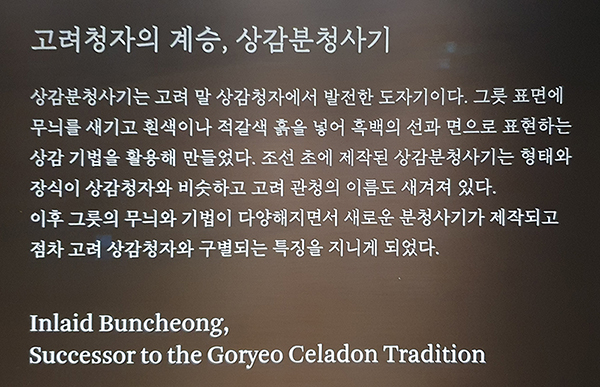 고려청자의 계승, 상감분청사기
상감분청사기는 고려 말 상감청자에서 발전한 도자기이다. 그릇 표면에
무늬를 새기고 흰색이나 적갈색 흙을 넣어 흑백의 선과 면으로 표현하는
상감 기법을 활용해 만들었다. 조선 초에 제작된 상감분청사기는 형태와
장식이 상감청자와 비슷하고 고려 관청의 이름도 새겨져 있다.
이후 그릇의 무늬와 기법이 다양해지면서 새로운 분청사기가 제작되고
점차 고려 상감청자와 구별되는 특징을 지니게 되었다.
Inlaid Buncheong,
Successor to the Goryeo Celadon Tradition